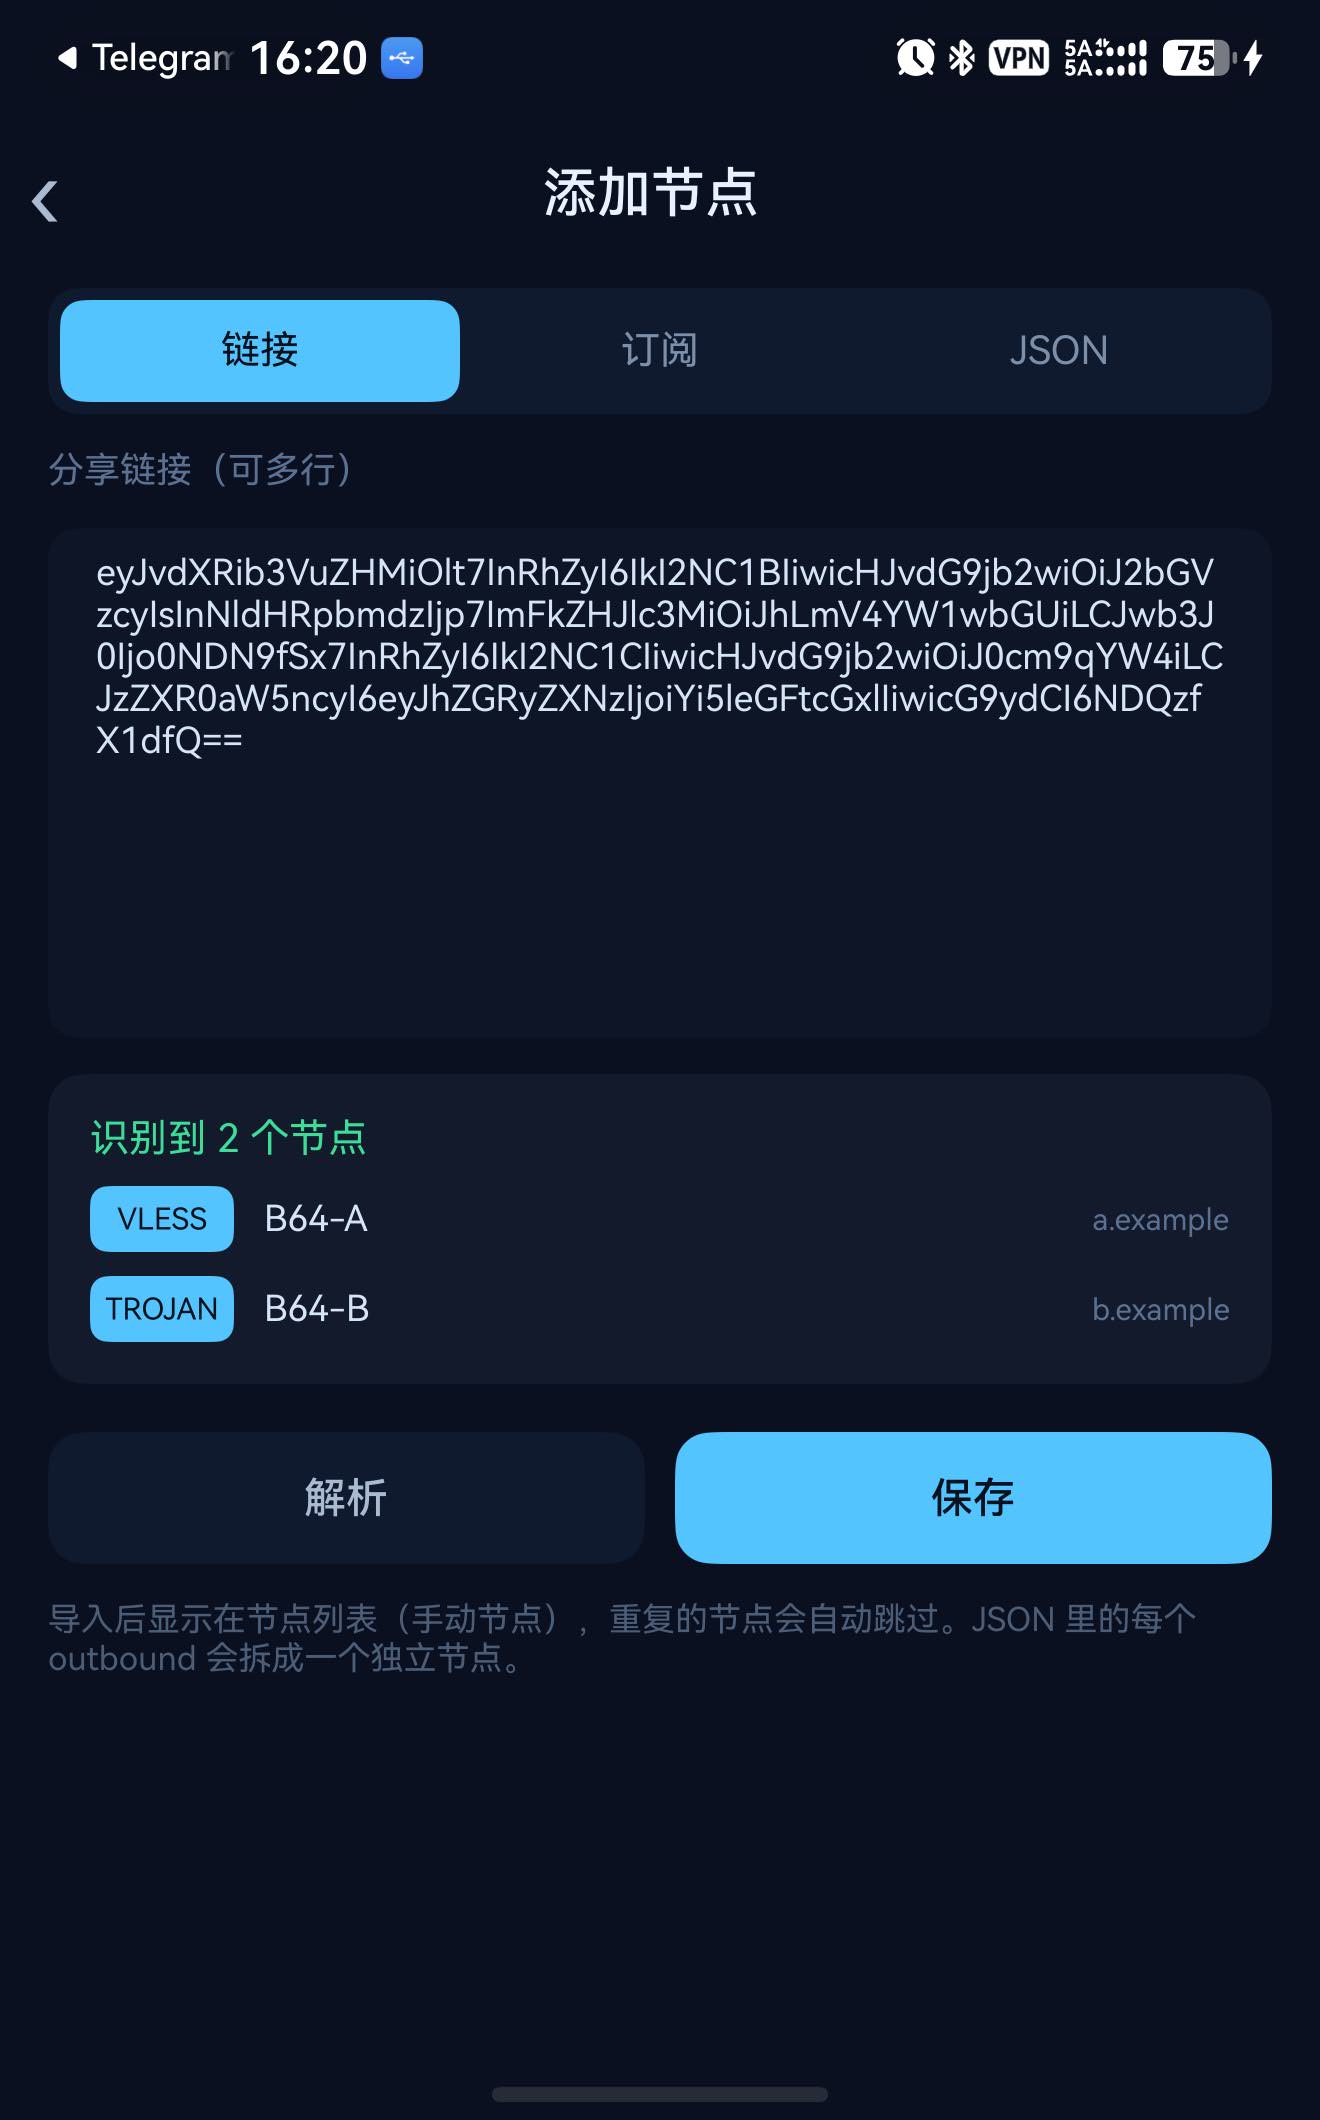 Telegram 16:20 VPN 5A 5A 75
添加节点
链接 订阅 JSON
分享链接（可多行）
eyJvdXRib3VuZHMiOlt7InRhZyI6IkI2NC1BIiwicHJvdG9jb2wiOiJ2bGV
zcyIsInNldHRpbmdzIjp7ImFkZHJlc3MiOiJhLmV4YW1wbGUiLCJwb3J
0Ijo0NDN9fSx7InRhZyI6IkI2NC1CIiwicHJvdG9jb2wiOiJ0cm9qYW4iLC
JzZXR0aW5ncyI6eyJhZGRyZXNzIjoiYi5leGFtcGxlIiwicG9ydCI6NDQzf
X1dfQ==
识别到 2 个节点
VLESS B64-A a.example
TROJAN B64-B b.example
解析 保存
导入后显示在节点列表（手动节点），重复的节点会自动跳过。JSON 里的每个
outbound 会拆成一个独立节点。